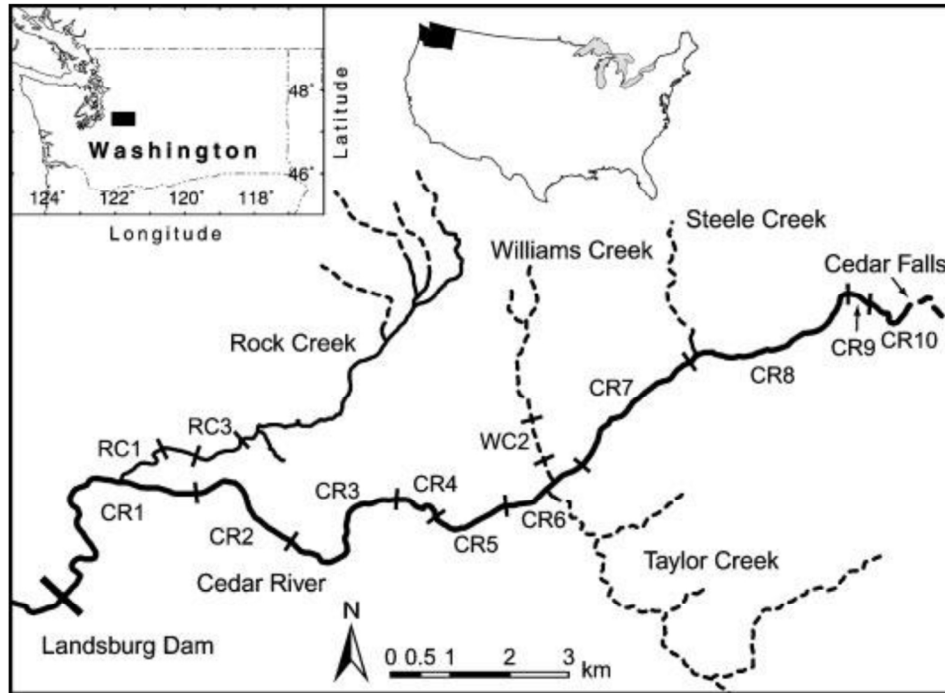 48°
Latitude
Washington
46°
124° 122° 120° 118°
Longitude
Steele Creek
Williams Creek
Cedar Falls
Rock Creek
CR9 CR10
CR8
CR7
RC3
RC1
WC2
CR3 CR4
CR1
CR6
CR2
CR5
Cedar River
Taylor Creek
N
Landsburg Dam
0 0.5 1 2 3 km